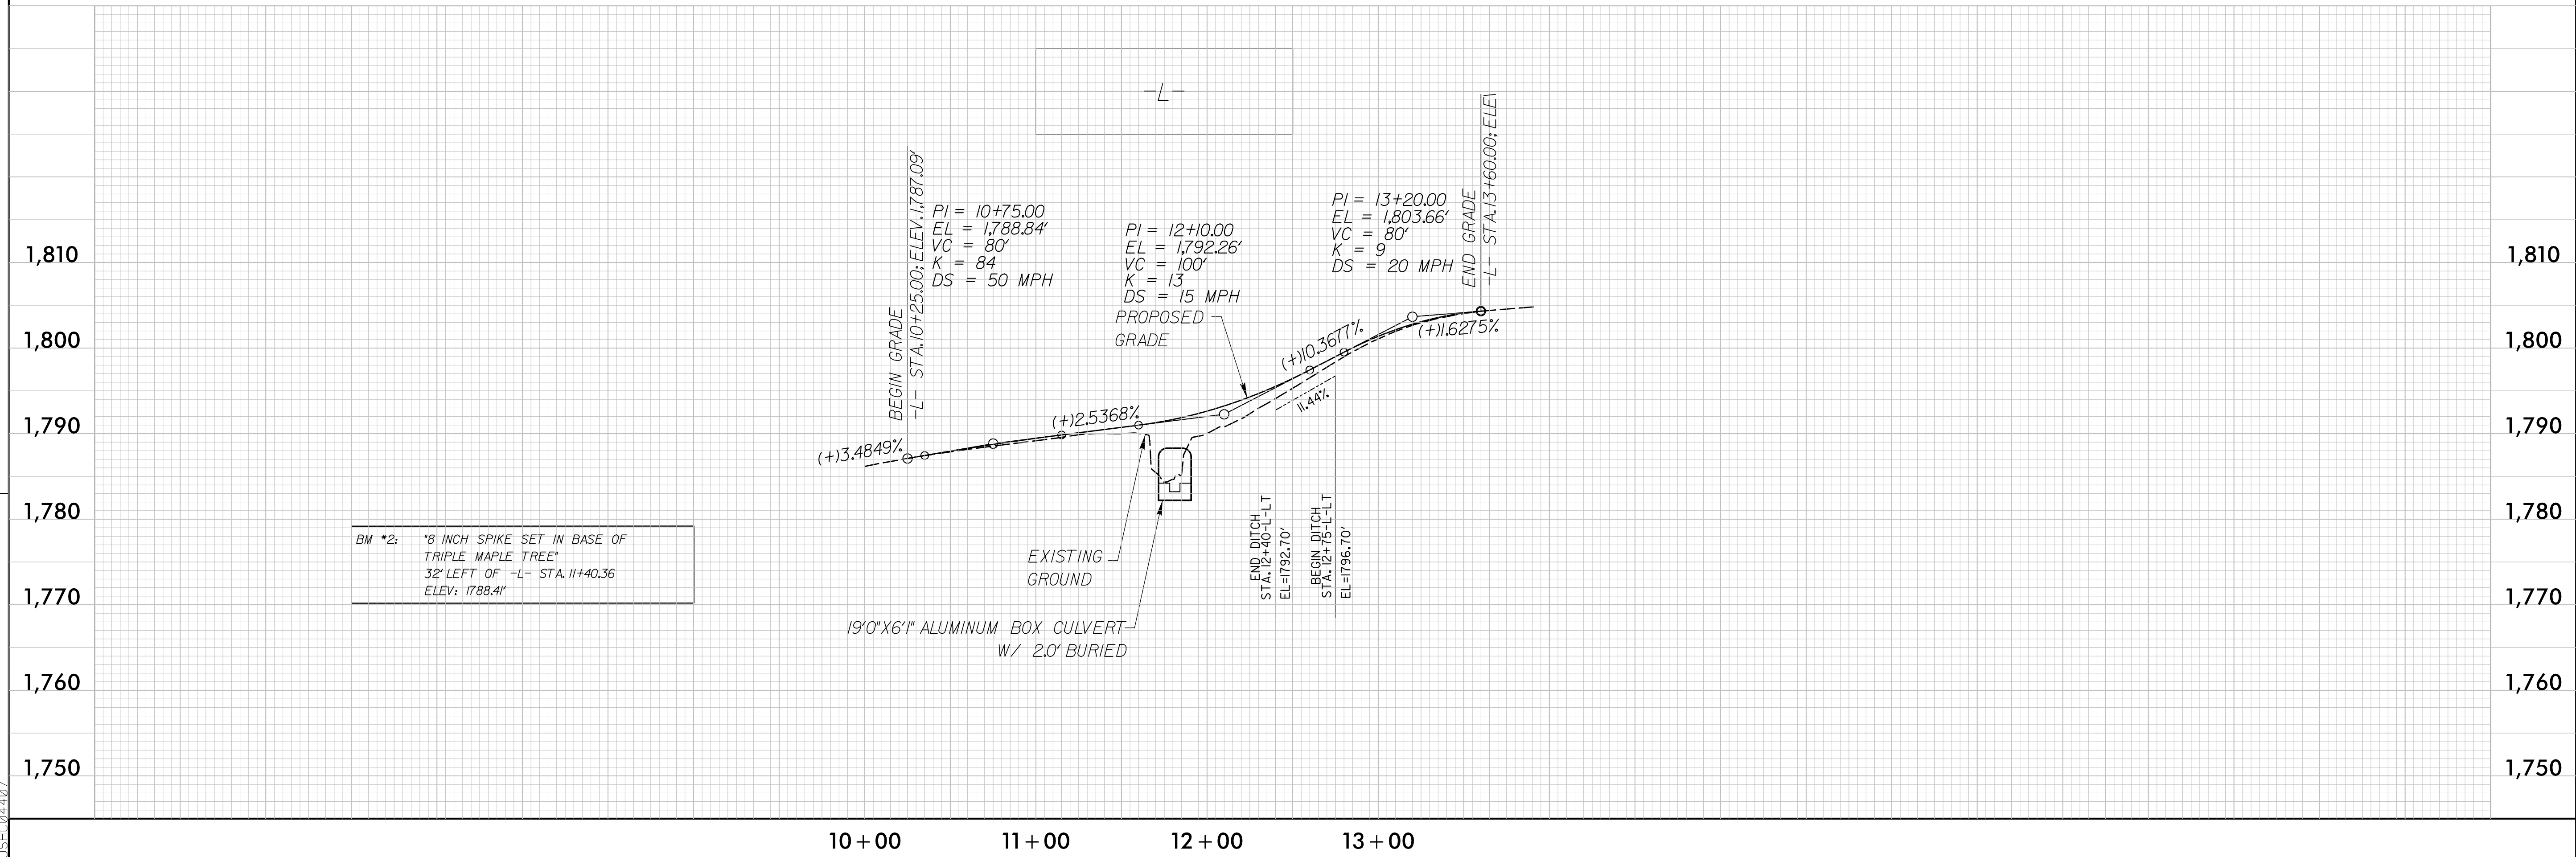 -L-
BEGIN GRADE
-L- STA.10+25.00; ELEV.1,787.09'
PI = 10+75.00
EL = 1,788.84'
VC = 80'
K = 84
DS = 50 MPH
PI = 12+10.00
EL = 1,792.26'
VC = 100'
K = 13
DS = 15 MPH
PROPOSED
GRADE
PI = 13+20.00
EL = 1,803.66'
VC = 80'
K = 9
DS = 20 MPH
END GRADE
-L- STA.13+60.00; ELE
(+)3.4849%
(+)2.5368%
(+)10.3677%
(+)1.6275%
11.44%
1,810
1,800
1,790
1,780
1,770
1,760
1,750
1,810
1,800
1,790
1,780
1,770
1,760
1,750
BM #2: "8 INCH SPIKE SET IN BASE OF
TRIPLE MAPLE TREE"
32' LEFT OF -L- STA.11+40.36
ELEV: 1788.41'
EXISTING
GROUND
19'0"X6'1" ALUMINUM BOX CULVERT
W/ 2.0' BURIED
END DITCH
STA.12+40-L-LT
EL=1792.70'
BEGIN DITCH
STA.12+75-L-LT
EL=1796.70'
10+00
11+00
12+00
13+00